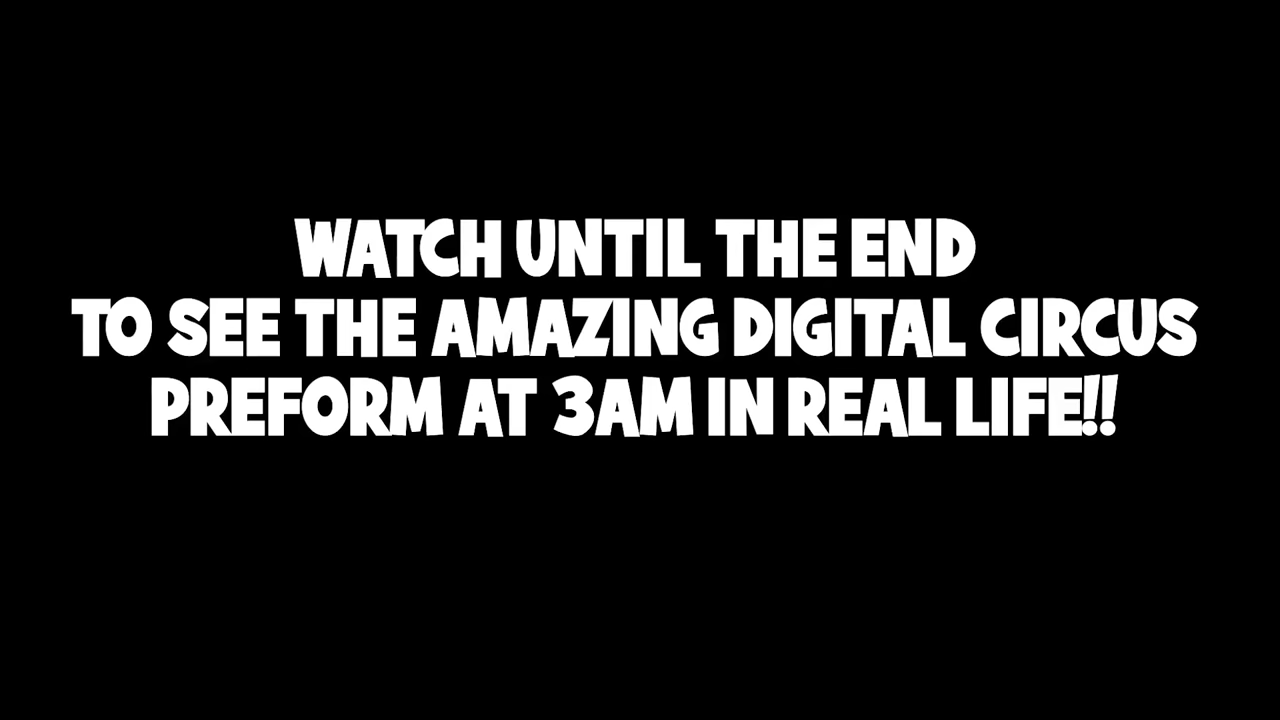 WATCH UNTIL THE END
TO SEE THE AMAZING DIGITAL CIRCUS
PREFORM AT 3AM IN REAL LIFE!!